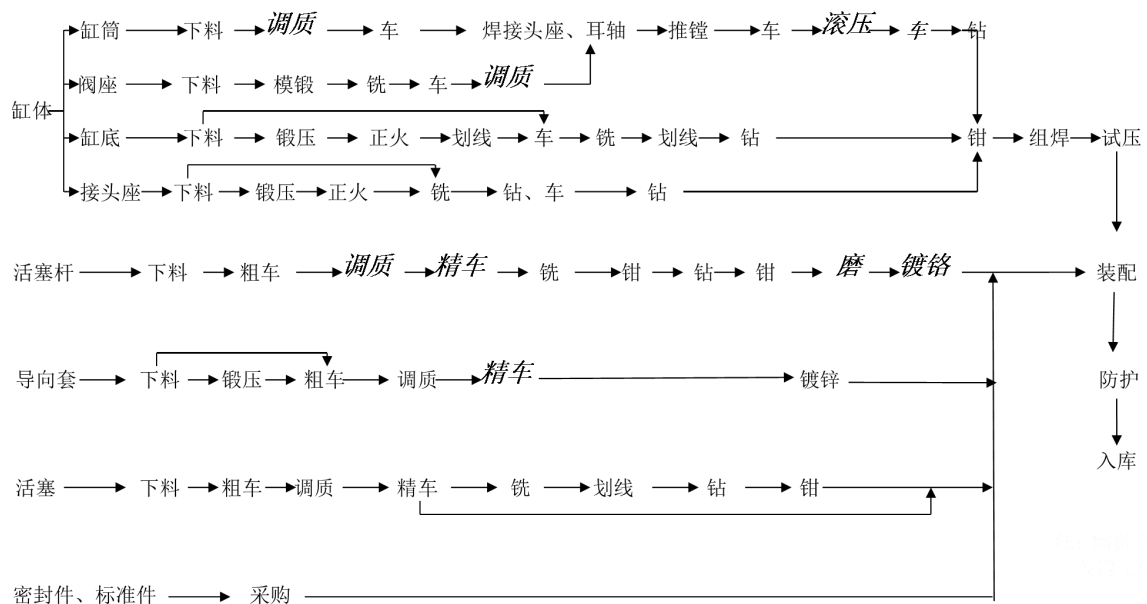 缸筒 下料 调质 车 焊接头座、耳轴 推镗 车 滚压 车 钻
阀座 下料 模锻 铣 车 调质
缸体
缸底 下料 锻压 正火 划线 车 铣 划线 钻 钳 组焊 试压
接头座 下料 锻压 正火 铣 钻、车 钻
活塞杆 下料 粗车 调质 精车 铣 钳 钻 钳 磨 镀铬 装配
导向套 下料 锻压 粗车 调质 精车 镀锌 防护
入库
活塞 下料 粗车 调质 精车 铣 划线 钻 钳
密封件、标准件 采购